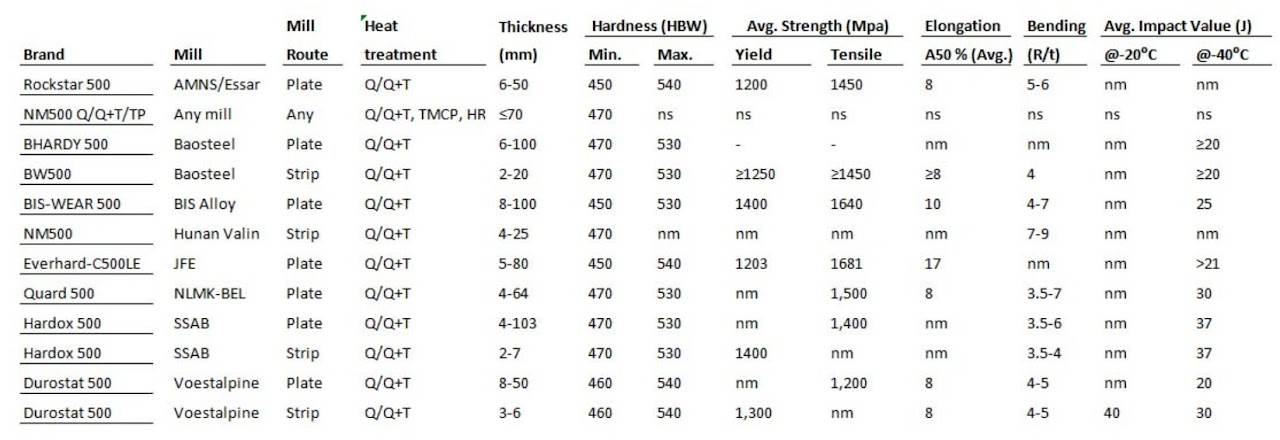 Mill Heat Thickness Hardness (HBW) Avg. Strength (Mpa) Elongation Bending Avg. Impact Value (J)
Brand Mill Route treatment (mm) Min. Max. Yield Tensile A50 % (Avg.) (R/t) @-20⁰C @-40⁰C
Rockstar 500 AMNS/Essar Plate Q/Q+T 6-50 450 540 1200 1450 8 5-6 nm nm
NM500 Q/Q+T/TP Any mill Any Q/Q+T, TMCP, HR ≤70 470 ns ns ns ns ns ns ns
BHARDY 500 Baosteel Plate Q/Q+T 6-100 470 530 - - nm nm nm ≥20
BW500 Baosteel Strip Q/Q+T 2-20 470 530 ≥1250 ≥1450 ≥8 4 nm ≥20
BIS-WEAR 500 BIS Alloy Plate Q/Q+T 8-100 450 530 1400 1640 10 4-7 nm 25
NM500 Hunan Valin Strip Q/Q+T 4-25 470 nm nm nm nm 7-9 nm nm
Everhard-C500LE JFE Plate Q/Q+T 5-80 450 540 1203 1681 17 nm nm >21
Quard 500 NLMK-BEL Plate Q/Q+T 4-64 470 530 nm 1,500 8 3.5-7 nm 30
Hardox 500 SSAB Plate Q/Q+T 4-103 470 530 nm 1,400 nm 3.5-6 nm 37
Hardox 500 SSAB Strip Q/Q+T 2-7 470 530 1400 nm nm 3.5-4 nm 37
Durostat 500 Voestalpine Plate Q/Q+T 8-50 460 540 nm 1,200 8 4-5 nm 20
Durostat 500 Voestalpine Strip Q/Q+T 3-6 460 540 1,300 nm 8 4-5 40 30